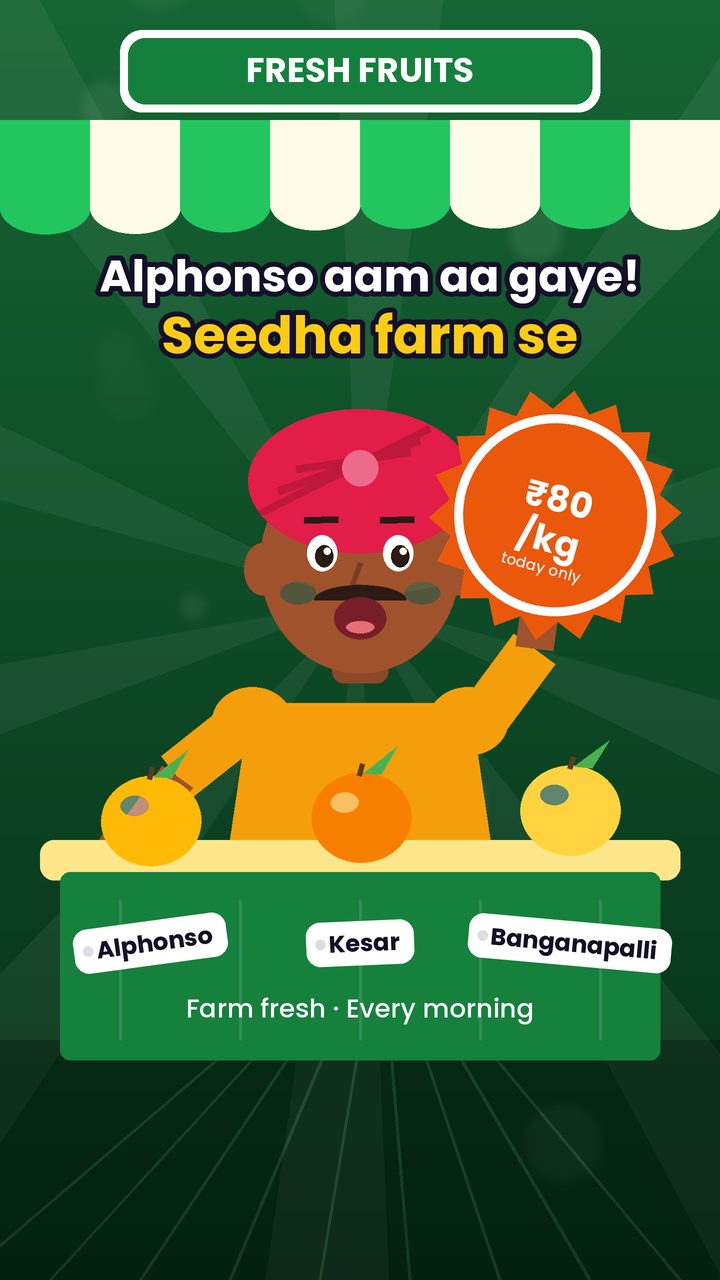 FRESH FRUITS
Alphonso aam aa gaye!
Seedha farm se
₹80
/kg
today only
Alphonso
Kesar
Banganapalli
Farm fresh · Every morning